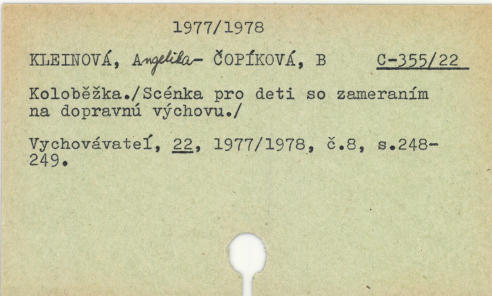 1977/1978
KLEINOVÁ, Angelika- ČOPÍKOVÁ, B C-355/22
Koloběžka./Scénka pro deti so zameraním
na dopravnú výchovu./
Vychovávateľ, 22, 1977/1978, č.8, s.248-
249.